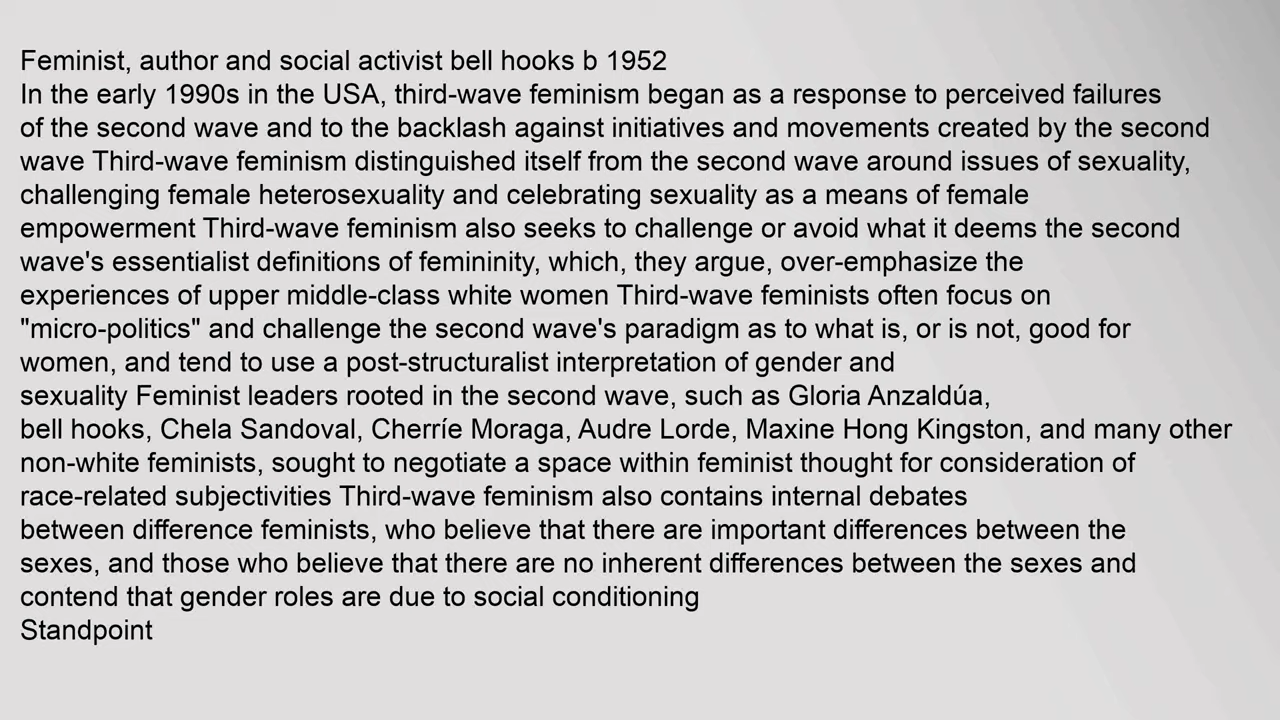 Feminist, author and social activist bell hooks b 1952
In the early 1990s in the USA, third-wave feminism began as a response to perceived failures
of the second wave and to the backlash against initiatives and movements created by the second
wave Third-wave feminism distinguished itself from the second wave around issues of sexuality,
challenging female heterosexuality and celebrating sexuality as a means of female
empowerment Third-wave feminism also seeks to challenge or avoid what it deems the second
wave's essentialist definitions of femininity, which, they argue, over-emphasize the
experiences of upper middle-class white women Third-wave feminists often focus on
"micro-politics" and challenge the second wave's paradigm as to what is, or is not, good for
women, and tend to use a post-structuralist interpretation of gender and
sexuality Feminist leaders rooted in the second wave, such as Gloria Anzaldúa,
bell hooks, Chela Sandoval, Cherríe Moraga, Audre Lorde, Maxine Hong Kingston, and many other
non-white feminists, sought to negotiate a space within feminist thought for consideration of
race-related subjectivities Third-wave feminism also contains internal debates
between difference feminists, who believe that there are important differences between the
sexes, and those who believe that there are no inherent differences between the sexes and
contend that gender roles are due to social conditioning
Standpoint